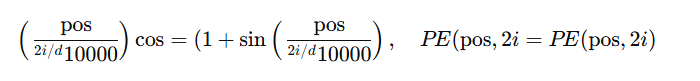 (pos / ^{2i/d}10000) cos = (1 + sin (pos / ^{2i/d}10000), PE(pos, 2i = PE(pos, 2i)